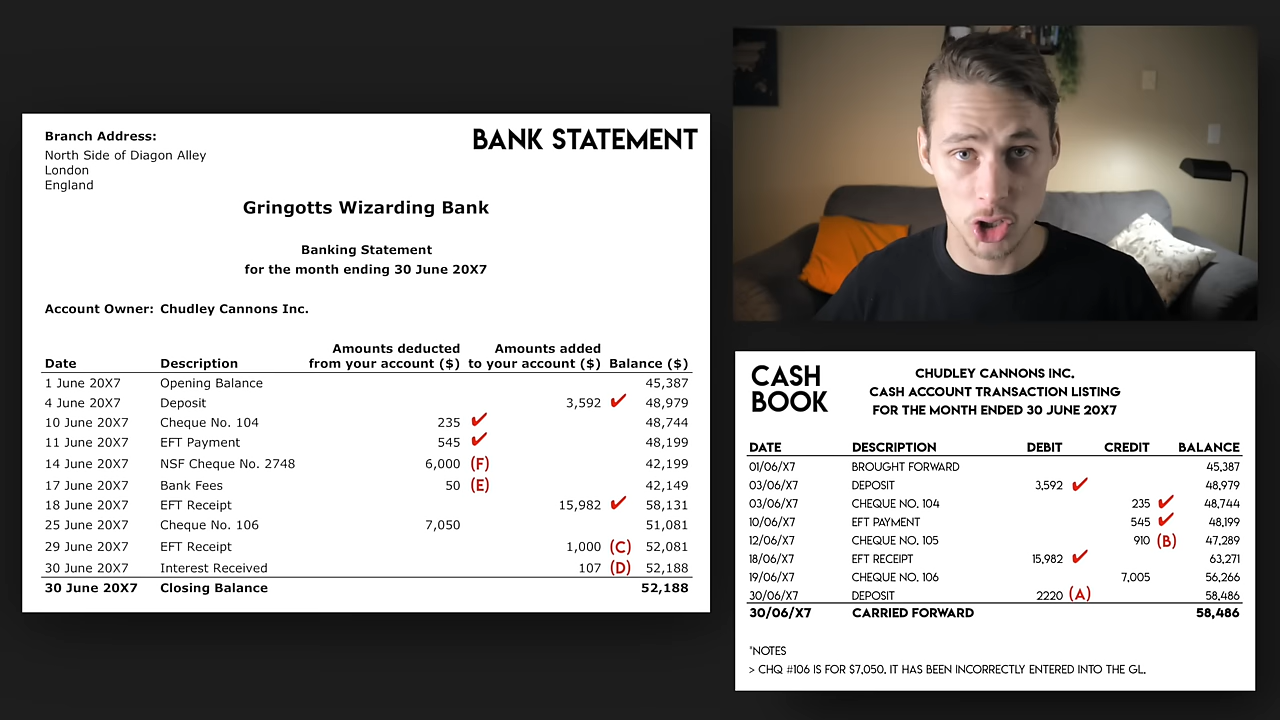 Branch Address:
North Side of Diagon Alley
London
England
BANK STATEMENT
Gringotts Wizarding Bank
Banking Statement
for the month ending 30 June 20X7
Account Owner: Chudley Cannons Inc.
Amounts deducted Amounts added
Date Description from your account ($) to your account ($) Balance ($)
1 June 20X7 Opening Balance 45,387
4 June 20X7 Deposit 3,592 ✓ 48,979
10 June 20X7 Cheque No. 104 235 ✓ 48,744
11 June 20X7 EFT Payment 545 ✓ 48,199
14 June 20X7 NSF Cheque No. 2748 6,000 (F) 42,199
17 June 20X7 Bank Fees 50 (E) 42,149
18 June 20X7 EFT Receipt 15,982 ✓ 58,131
25 June 20X7 Cheque No. 106 7,050 51,081
29 June 20X7 EFT Receipt 1,000 (C) 52,081
30 June 20X7 Interest Received 107 (D) 52,188
30 June 20X7 Closing Balance 52,188
CASH
BOOK
CHUDLEY CANNONS INC.
CASH ACCOUNT TRANSACTION LISTING
FOR THE MONTH ENDED 30 JUNE 20X7
DATE DESCRIPTION DEBIT CREDIT BALANCE
01/06/X7 BROUGHT FORWARD 45,387
03/06/X7 DEPOSIT 3,592 ✓ 48,979
03/06/X7 CHEQUE NO. 104 235 ✓ 48,744
10/06/X7 EFT PAYMENT 545 ✓ 48,199
12/06/X7 CHEQUE NO. 105 910 (B) 47,289
18/06/X7 EFT RECEIPT 15,982 ✓ 63,271
19/06/X7 CHEQUE NO. 106 7,005 56,266
30/06/X7 DEPOSIT 2220 (A) 58,486
30/06/X7 CARRIED FORWARD 58,486
*NOTES
> CHQ #106 IS FOR $7,050, IT HAS BEEN INCORRECTLY ENTERED INTO THE GL.